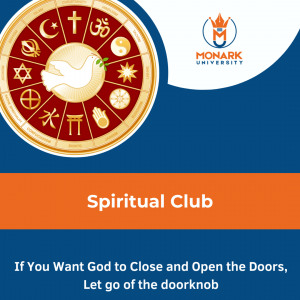 MONARK
UNIVERSITY
Spiritual Club
If You Want God to Close and Open the Doors,
Let go of the doorknob